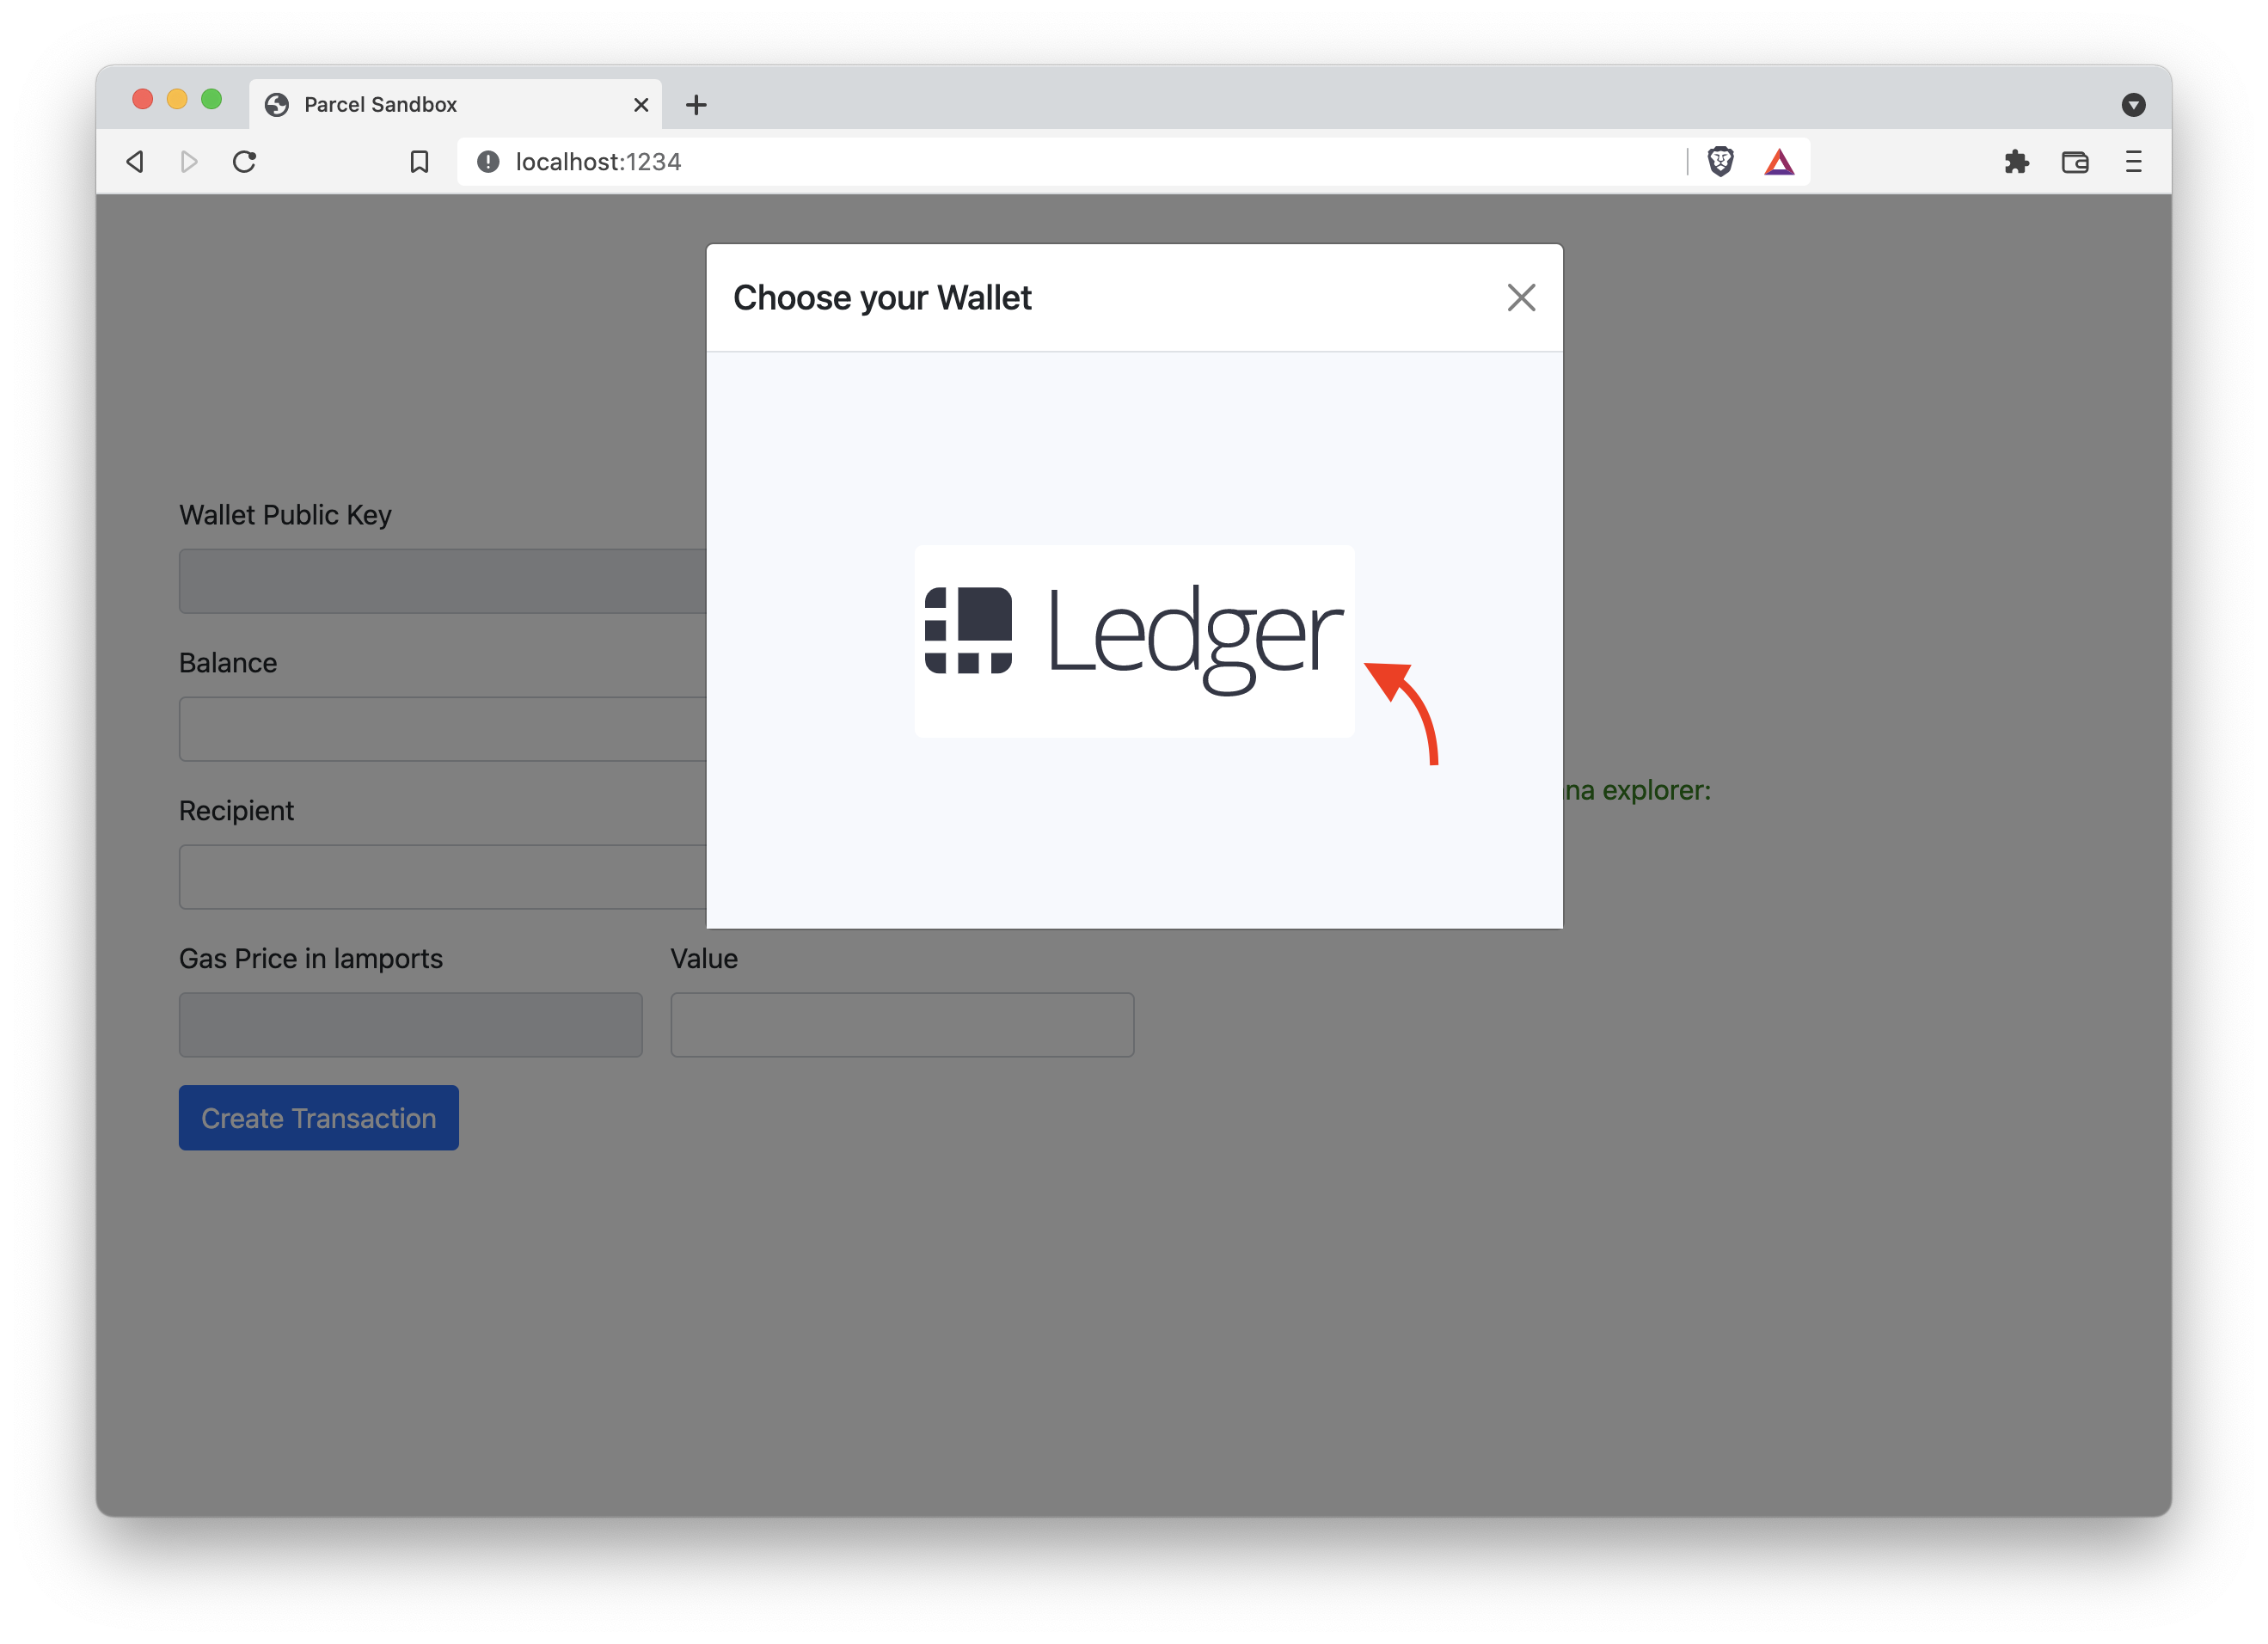 Parcel Sandbox
localhost:1234
Choose your Wallet
Ledger
Wallet Public Key
Balance
Recipient
explorer:
Gas Price in lamports
Value
Create Transaction